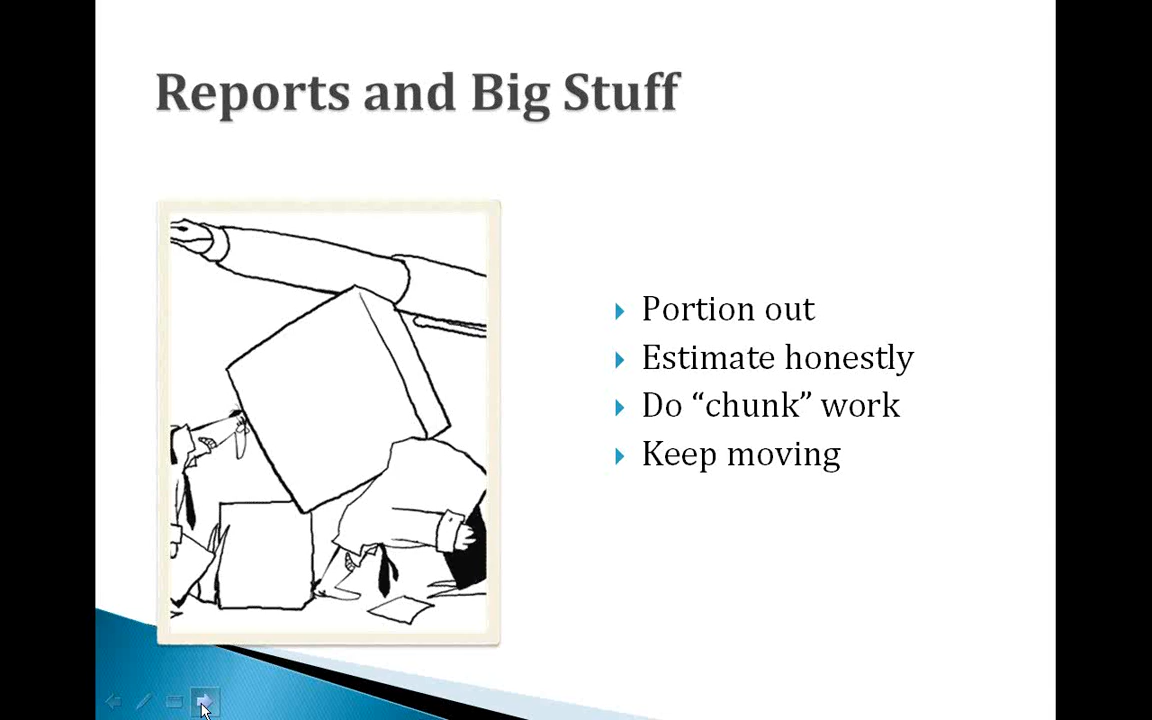 Reports and Big Stuff
Portion out
Estimate honestly
Do “chunk” work
Keep moving